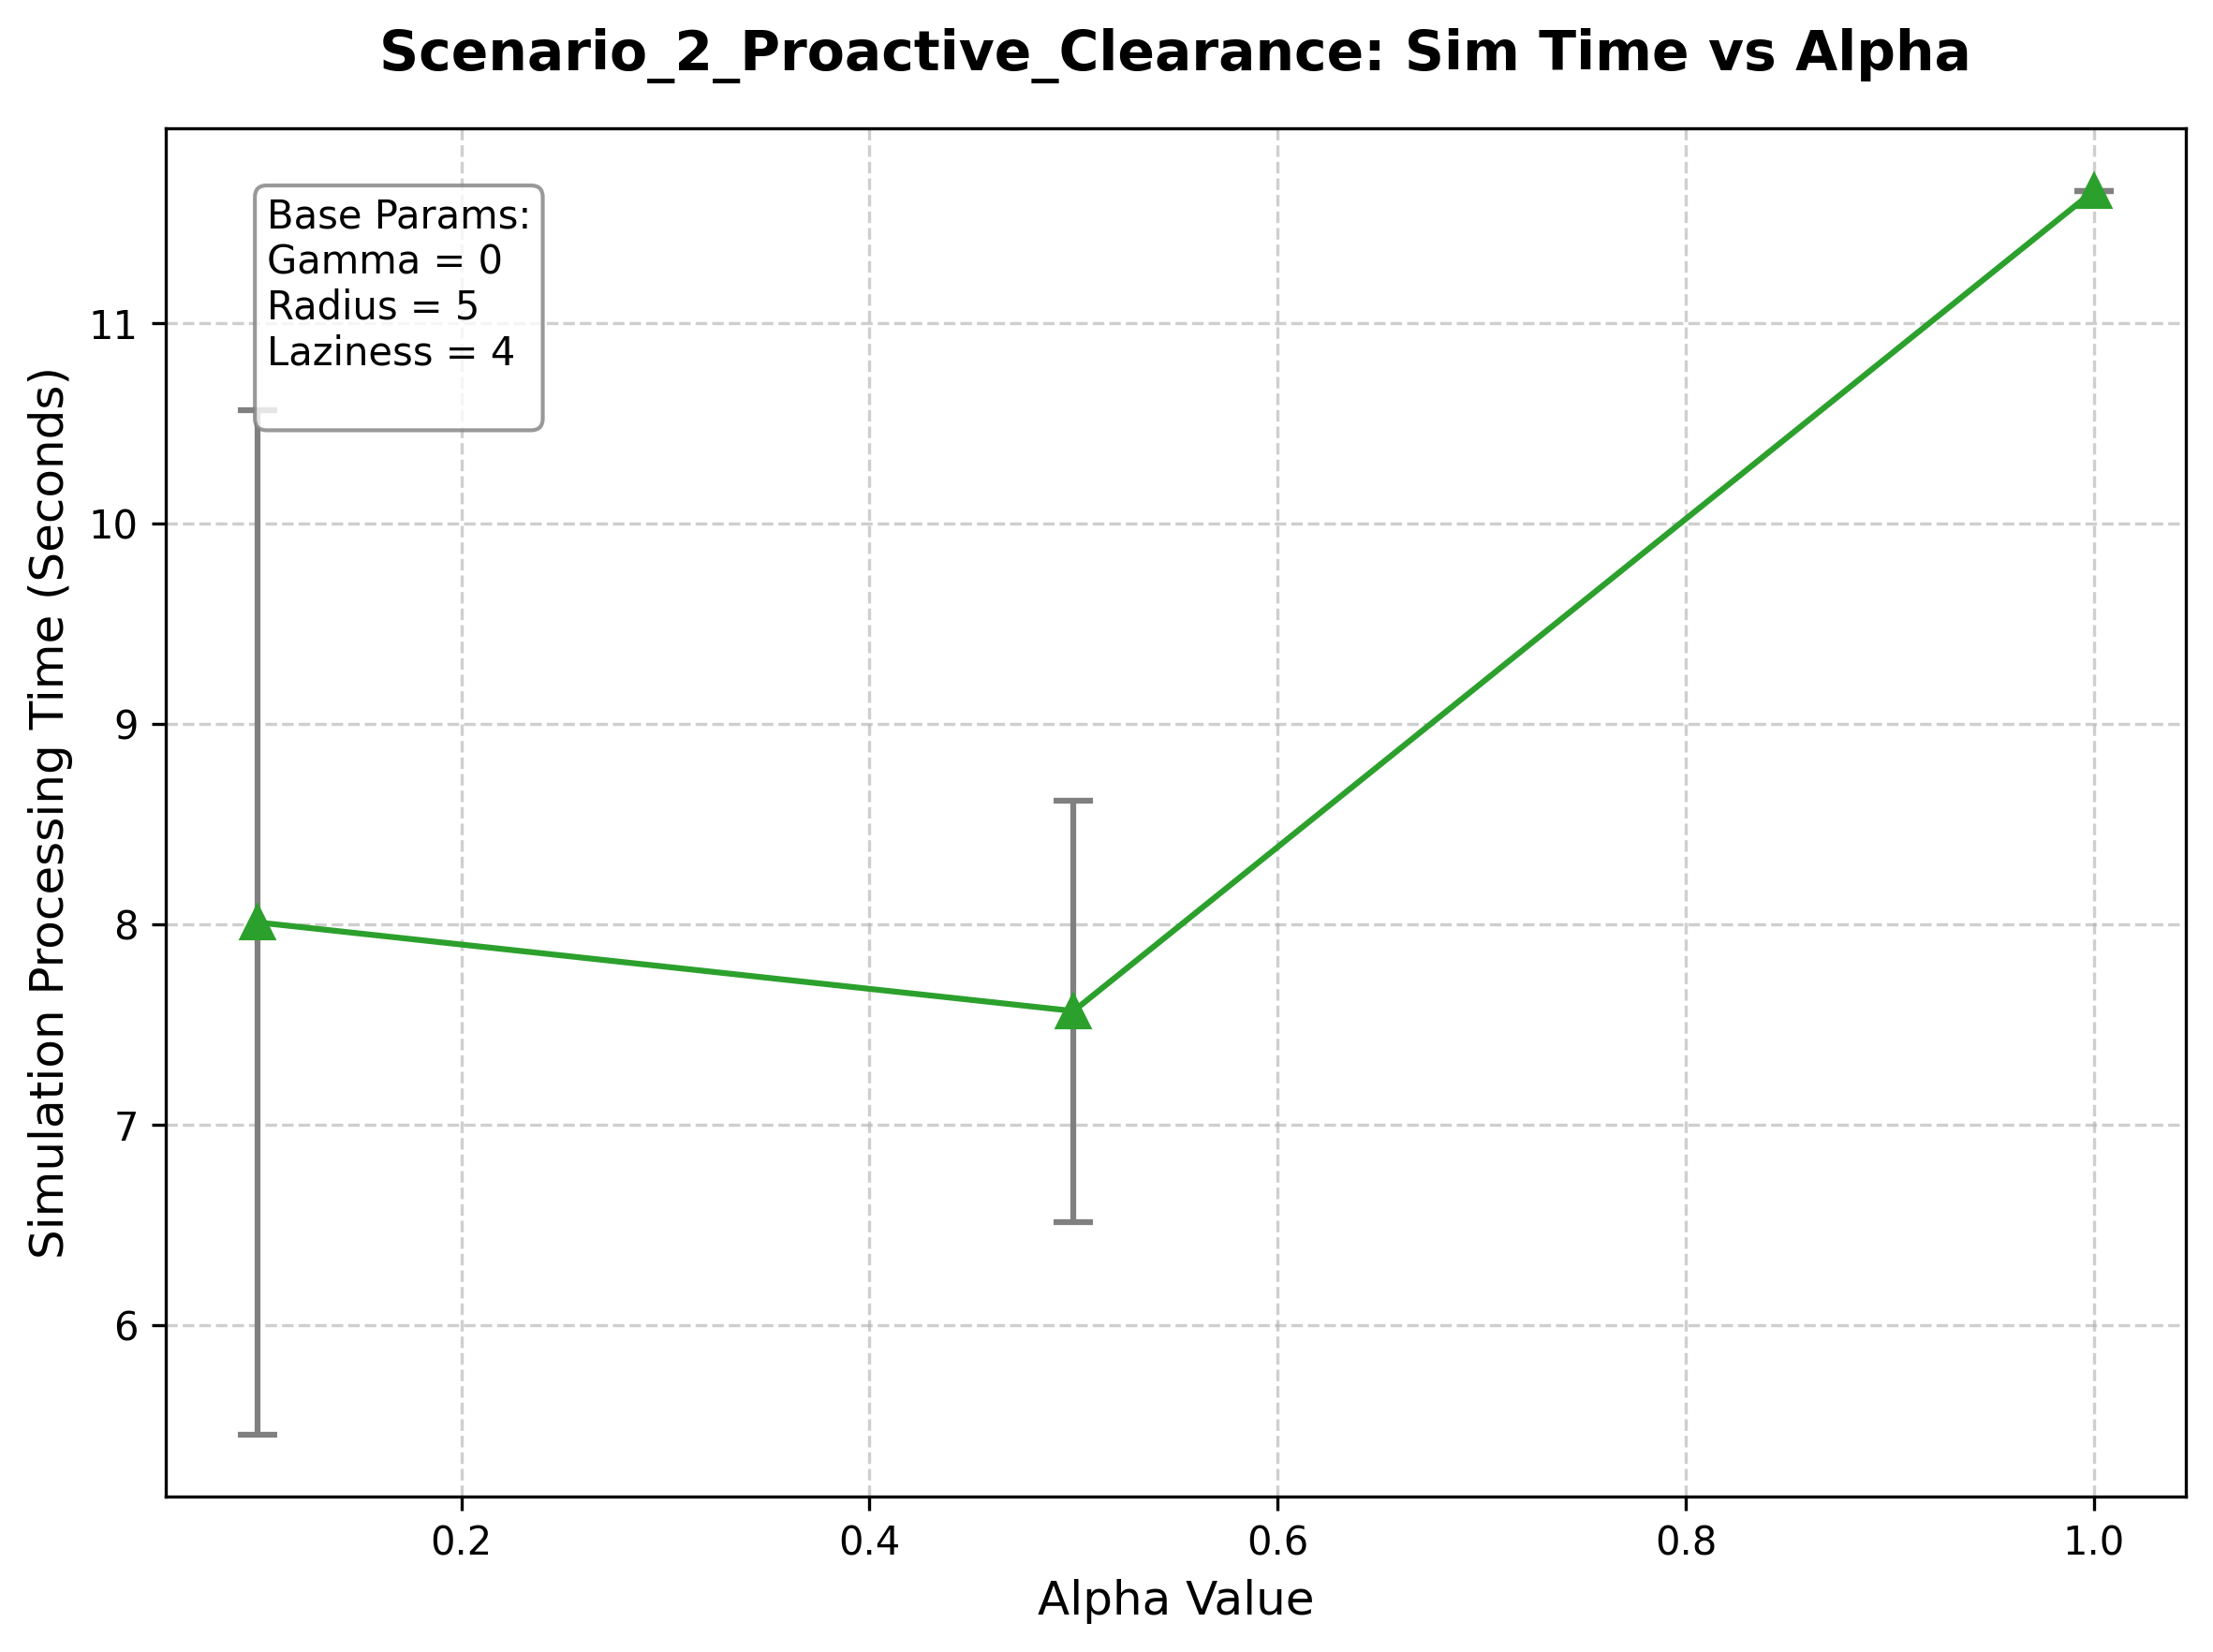 Scenario_2_Proactive_Clearance: Sim Time vs Alpha
Base Params:
Gamma = 0
Radius = 5
Laziness = 4
Simulation Processing Time (Seconds)
11
10
9
8
7
6
0.2
0.4
0.6
0.8
1.0
Alpha Value